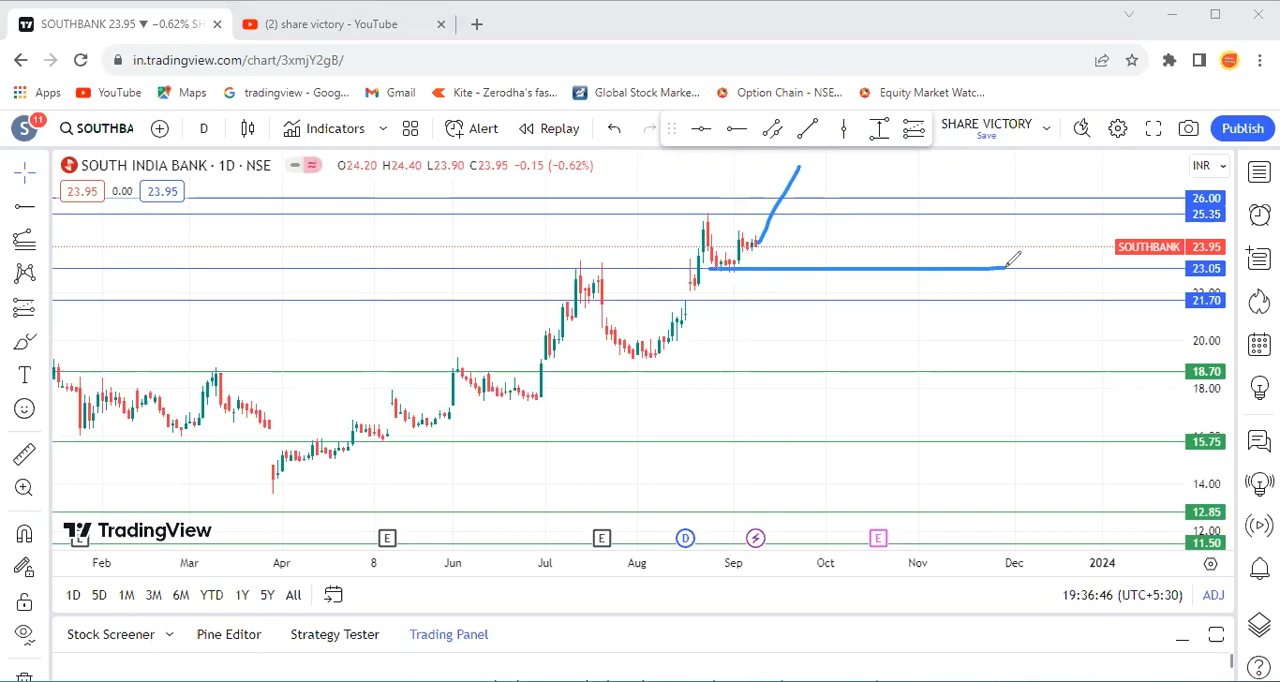 SOUTHBANK 23.95 ▼ −0.62% SH
(2) share victory - YouTube
in.tradingview.com/chart/3xmjY2gB/
Apps YouTube Maps tradingview - Goog... Gmail Kite - Zerodha's fas... Global Stock Marke... Option Chain - NSE... Equity Market Watc...
S 11 SOUTHBA D Indicators Alert Replay SHARE VICTORY Save Publish
SOUTH INDIA BANK · 1D · NSE O24.20 H24.40 L23.90 C23.95 −0.15 (−0.62%) INR
23.95 0.00 23.95
26.00
25.35
SOUTHBANK 23.95
23.05
22.00
21.70
20.00
18.70
18.00
15.75
14.00
12.85
12.00
11.50
TradingView
E E E D E
Feb Mar Apr 8 Jun Jul Aug Sep Oct Nov Dec 2024
1D 5D 1M 3M 6M YTD 1Y 5Y All 19:36:46 (UTC+5:30) ADJ
Stock Screener Pine Editor Strategy Tester Trading Panel